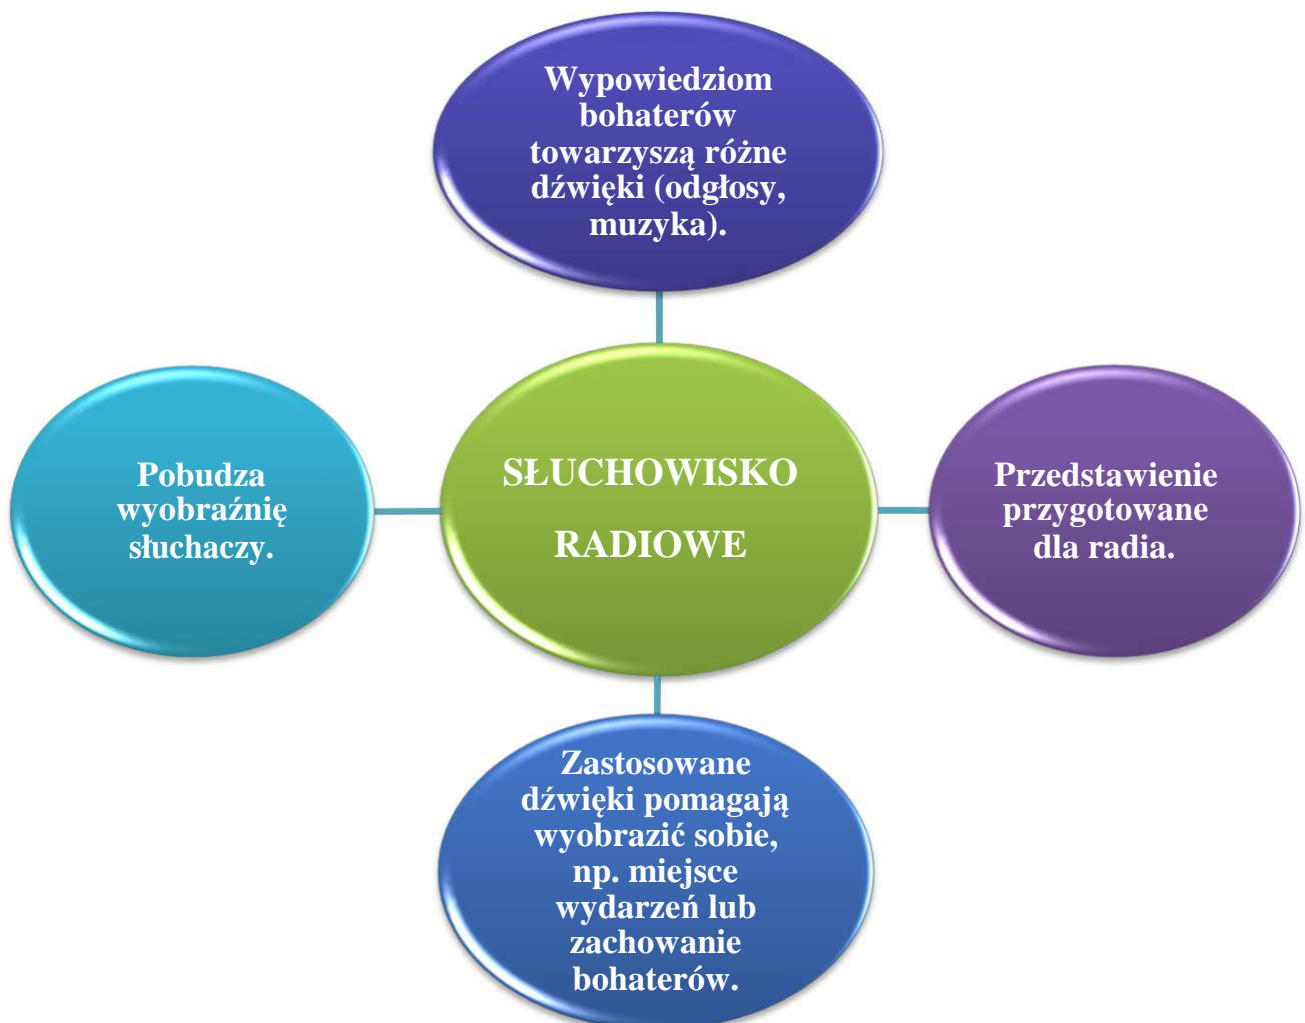 Wypowiedziom
bohaterów
towarzyszą różne
dźwięki (odgłosy,
muzyka).
Pobudza
wyobraźnię
słuchaczy.
SŁUCHOWISKO
RADIOWE
Przedstawienie
przygotowane
dla radia.
Zastosowane
dźwięki pomagają
wyobrazić sobie,
np. miejsce
wydarzeń lub
zachowanie
bohaterów.